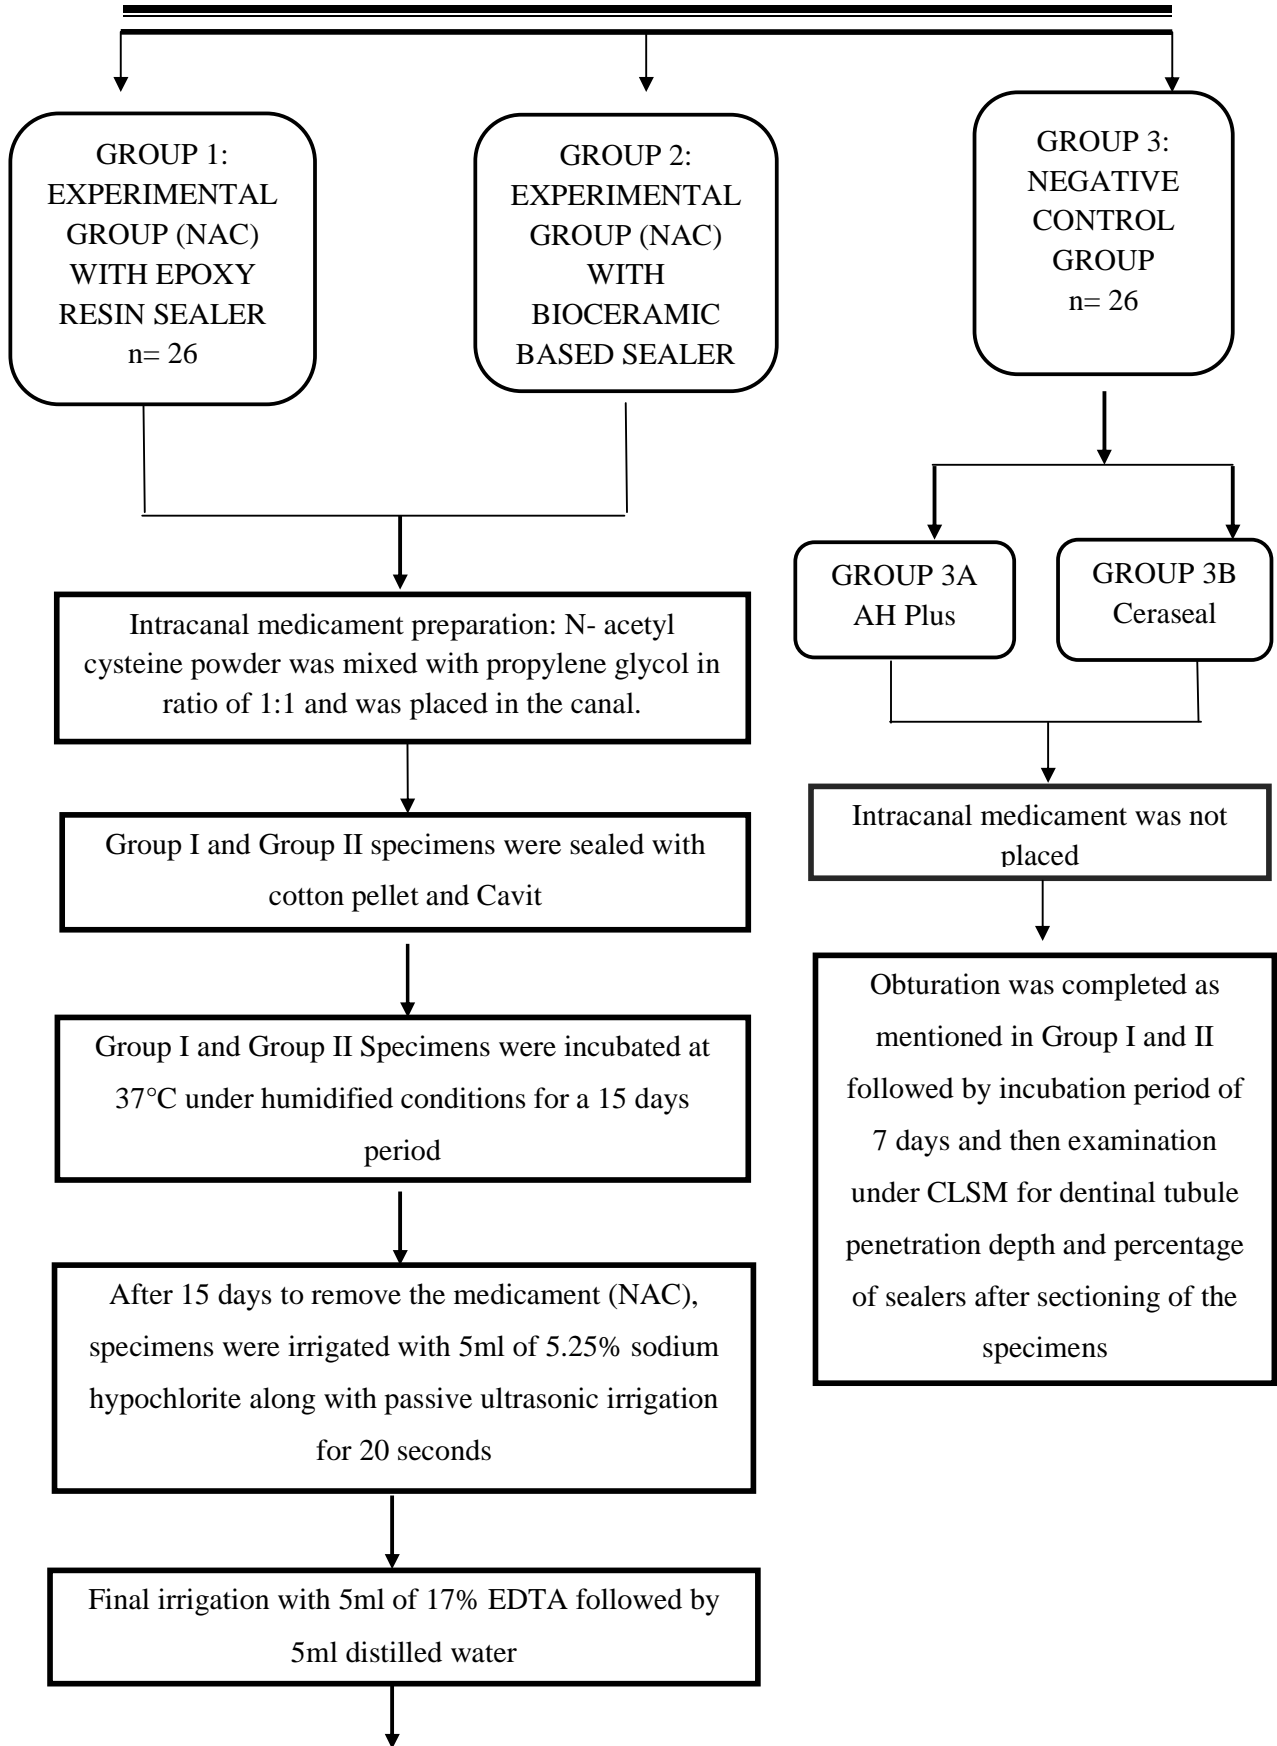 GROUP 1:
EXPERIMENTAL
GROUP (NAC)
WITH EPOXY
RESIN SEALER
n= 26
GROUP 2:
EXPERIMENTAL
GROUP (NAC)
WITH
BIOCERAMIC
BASED SEALER
GROUP 3:
NEGATIVE
CONTROL
GROUP
n= 26
GROUP 3A
AH Plus
GROUP 3B
Ceraseal
Intracanal medicament preparation: N- acetyl
cysteine powder was mixed with propylene glycol in
ratio of 1:1 and was placed in the canal.
Group I and Group II specimens were sealed with
cotton pellet and Cavit
Group I and Group II Specimens were incubated at
37°C under humidified conditions for a 15 days
period
After 15 days to remove the medicament (NAC),
specimens were irrigated with 5ml of 5.25% sodium
hypochlorite along with passive ultrasonic irrigation
for 20 seconds
Final irrigation with 5ml of 17% EDTA followed by
5ml distilled water
Intracanal medicament was not
placed
Obturation was completed as
mentioned in Group I and II
followed by incubation period of
7 days and then examination
under CLSM for dentinal tubule
penetration depth and percentage
of sealers after sectioning of the
specimens